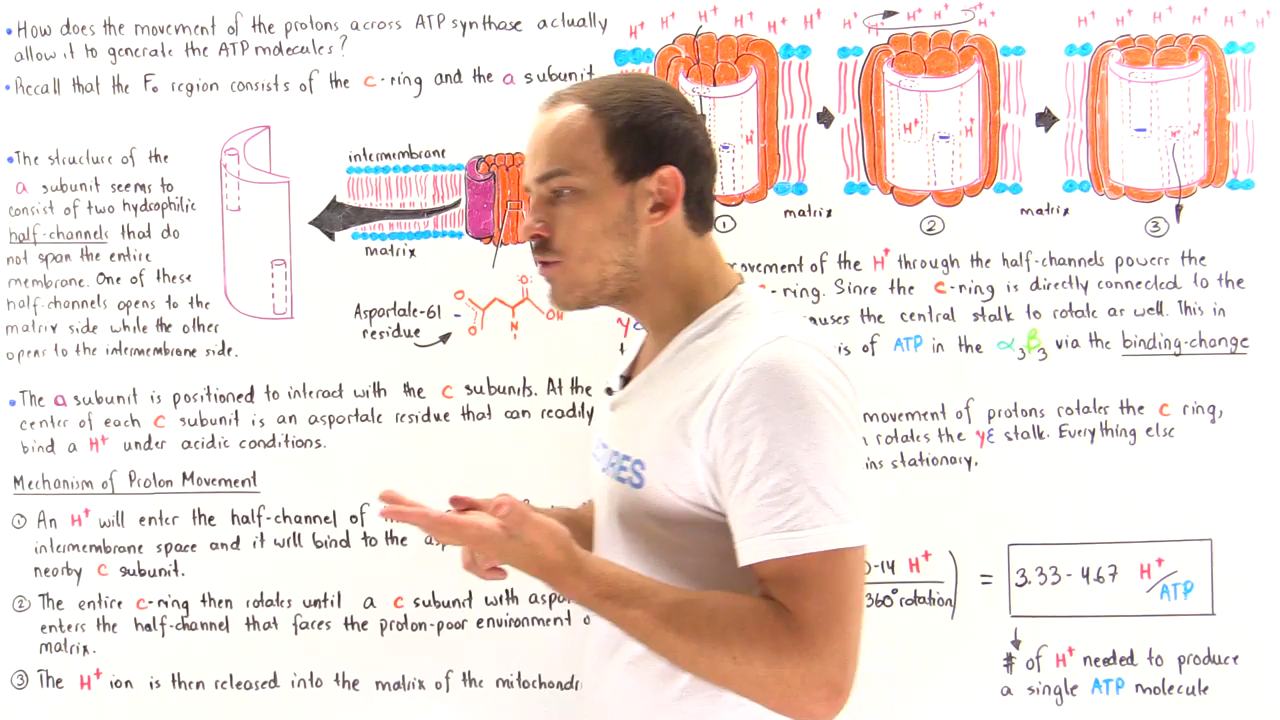 •How does the movement of the protons across ATP synthase actually
allow it to generate the ATP molecules?
•Recall that the F₀ region consists of the c-ring and the a subunit
•The structure of the
a subunit seems to
consist of two hydrophilic
half-channels that do
not span the entire
membrane. One of these
half-channels opens to the
matrix side while the other
opens to the intermembrane side.
intermembrane
matrix
Aspartate-61
residue
O
O
-
O
OH
N
•The a subunit is positioned to interact with the c subunits. At the
center of each c subunit is an aspartate residue that can readily
bind a H⁺ under acidic conditions.
Mechanism of Proton Movement
① An H⁺ will enter the half-channel of
intermembrane space and it will bind to the
nearby c subunit.
② The entire c-ring then rotates until a c subunit with
enters the half-channel that faces the proton-poor environment
matrix.
③ The H⁺ ion is then released into the matrix of the
H⁺ H⁺ H⁺ H⁺ H⁺ H⁺ H⁺ H⁺ H⁺ H⁺ H⁺ H⁺ H⁺ H⁺ H⁺ H⁺ H⁺
H⁺ H⁺ H⁺
① matrix ② matrix ③
movement of the H⁺ through the half-channels powers the
-ring. Since the c-ring is directly connected to the
causes the central stalk to rotate as well. This in
is of ATP in the α₃β₃ via the binding-change
movement of protons rotates the c ring,
rotates the γε stalk. Everything else
ins stationary.
-14 H⁺
360° rotation
= 3.33-4.67 H⁺/ATP
# of H⁺ needed to produce
a single ATP molecule